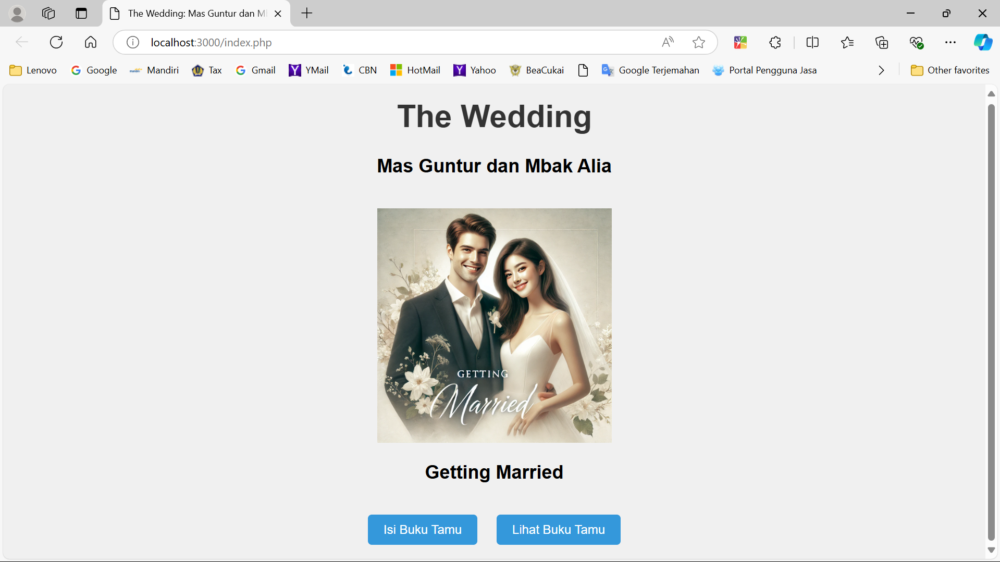 The Wedding: Mas Guntur dan M
localhost:3000/index.php
Lenovo Google Mandiri Tax Gmail YMail CBN HotMail Yahoo BeaCukai Google Terjemahan Portal Pengguna Jasa Other favorites
The Wedding
Mas Guntur dan Mbak Alia
GETTING
Married
Getting Married
Isi Buku Tamu Lihat Buku Tamu